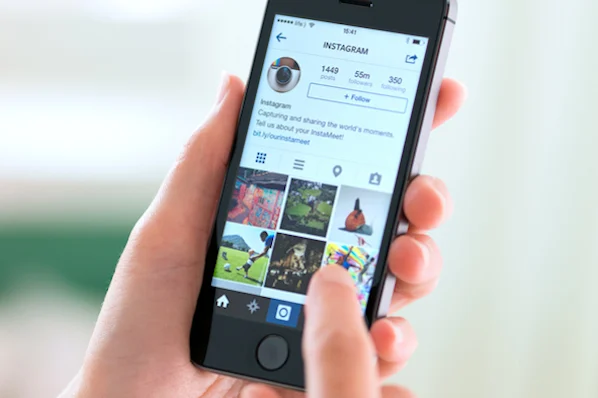 15:41
INSTAGRAM
1449 55m 350
posts followers following
+ Follow
Instagram
Capturing and sharing the world's moments.
Tell us about your InstaMeet!
bit.ly/ourinstameet